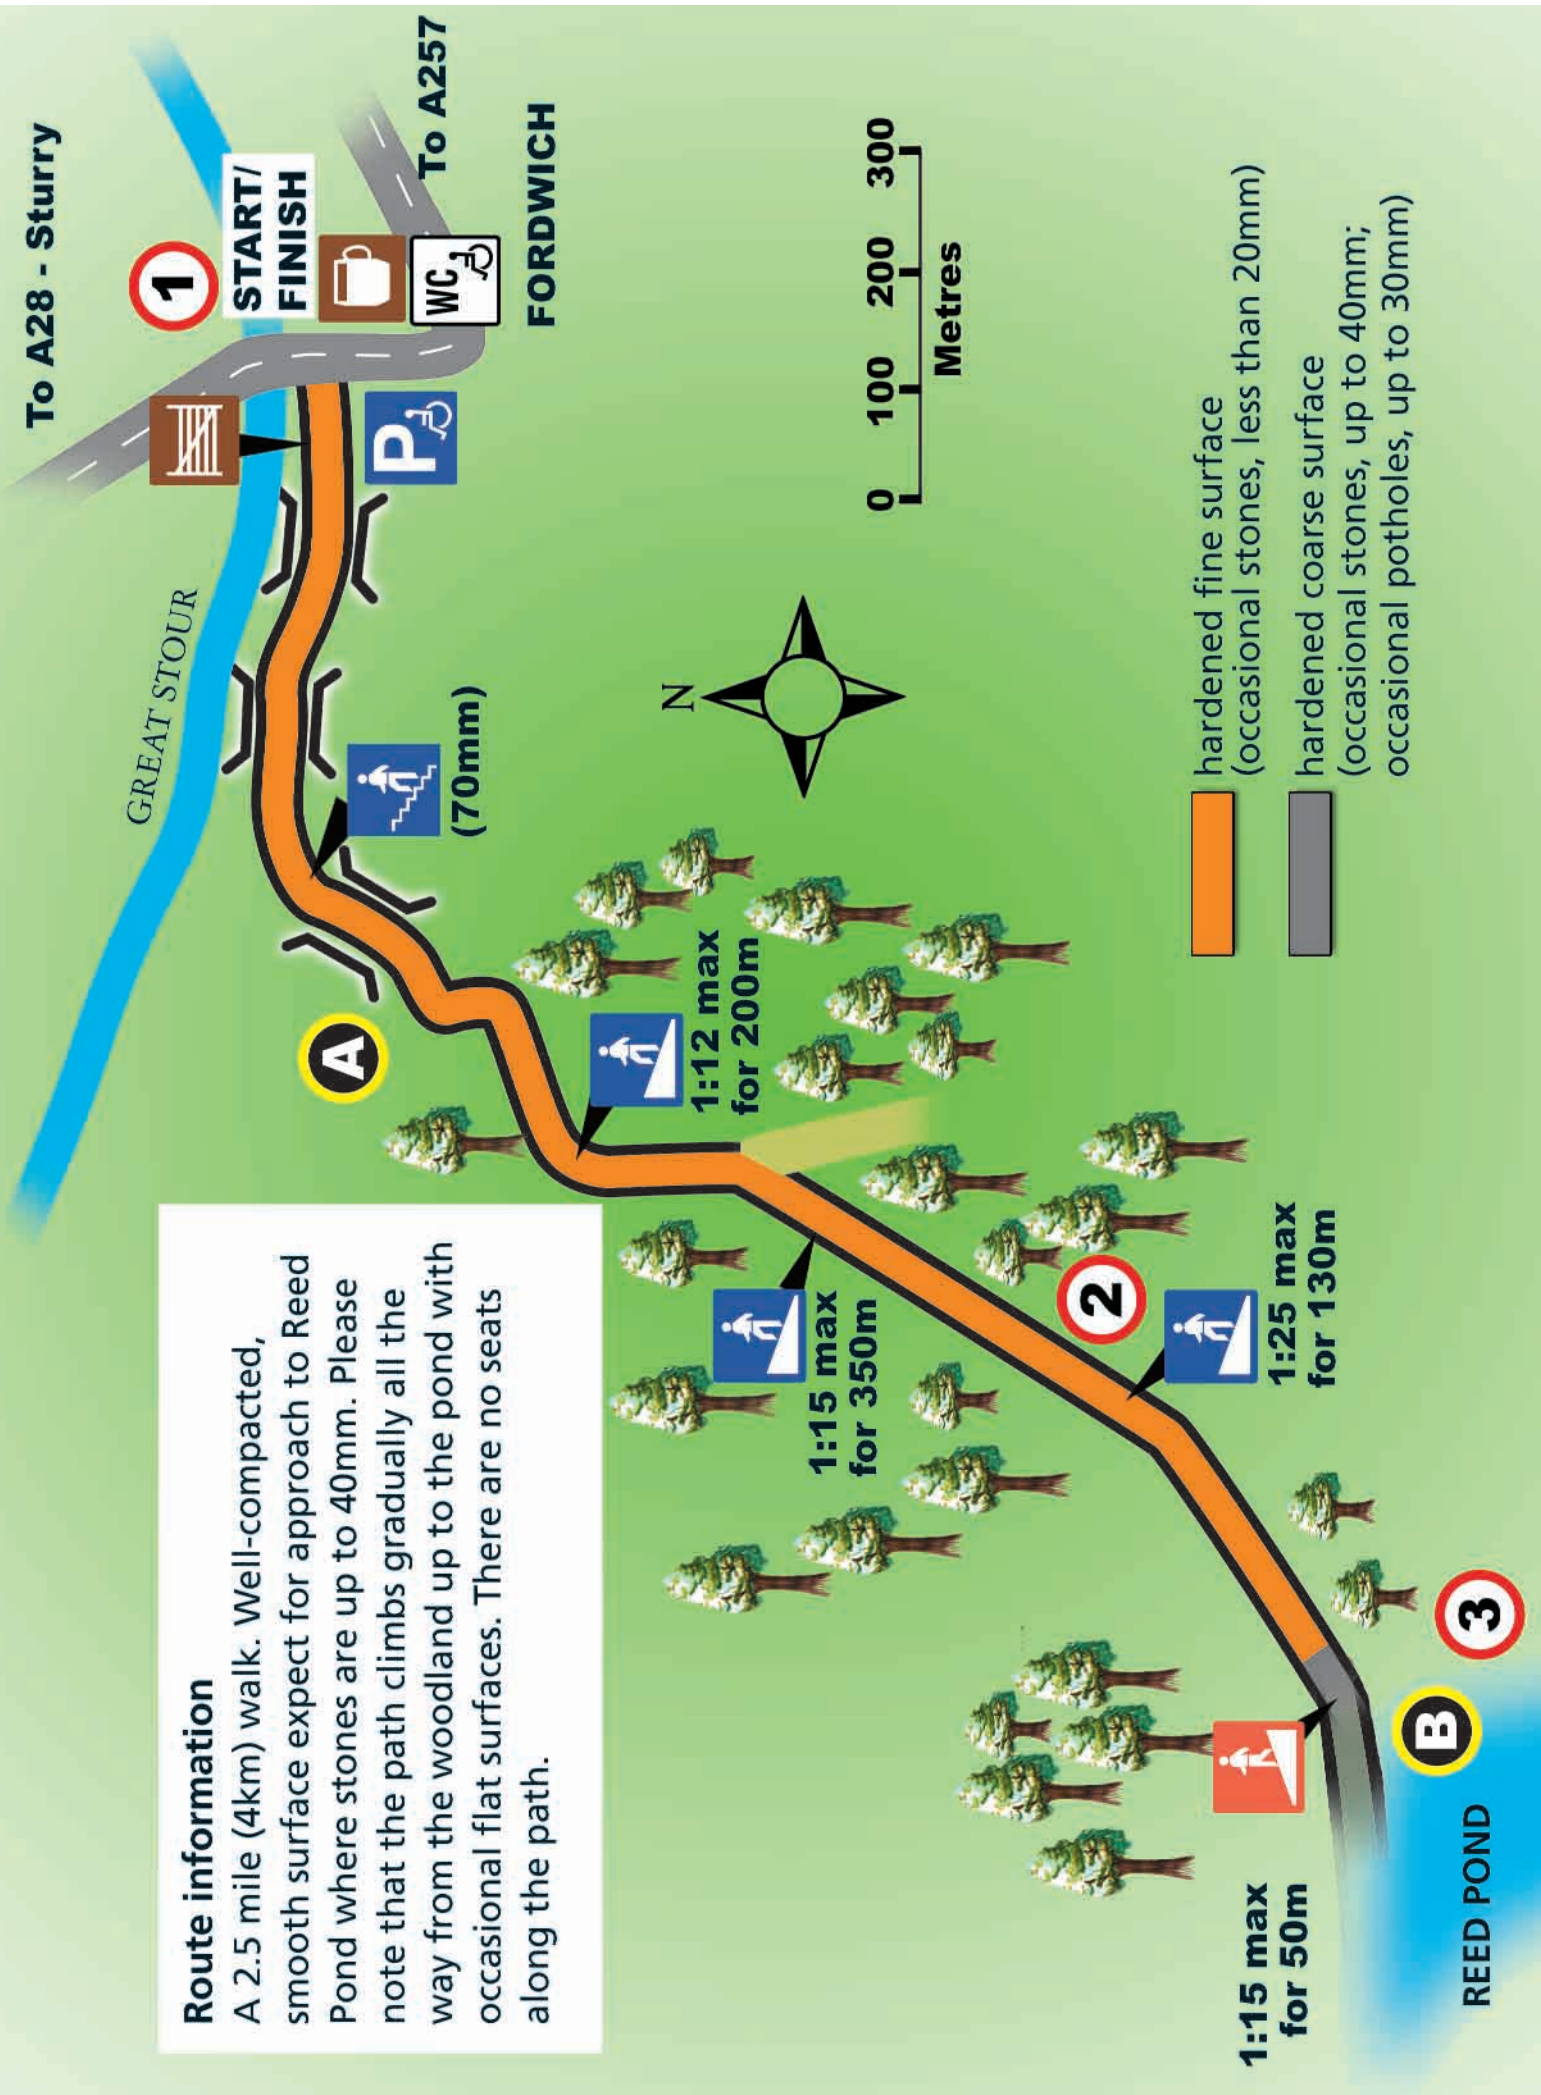 Route information
A 2.5 mile (4km) walk. Well-compacted,
smooth surface expect for approach to Reed
Pond where stones are up to 40mm. Please
note that the path climbs gradually all the
way from the woodland up to the pond with
occasional flat surfaces. There are no seats
along the path.
GREAT STOUR
To A28 - Sturry
1
START/
FINISH
To A257
WC
FORDWICH
P
(70mm)
A
1:12 max
for 200m
N
0 100 200 300
Metres
1:15 max
for 350m
2
1:25 max
for 130m
1:15 max
for 50m
B
3
REED POND
hardened fine surface
(occasional stones, less than 20mm)
hardened coarse surface
(occasional stones, up to 40mm;
occasional potholes, up to 30mm)